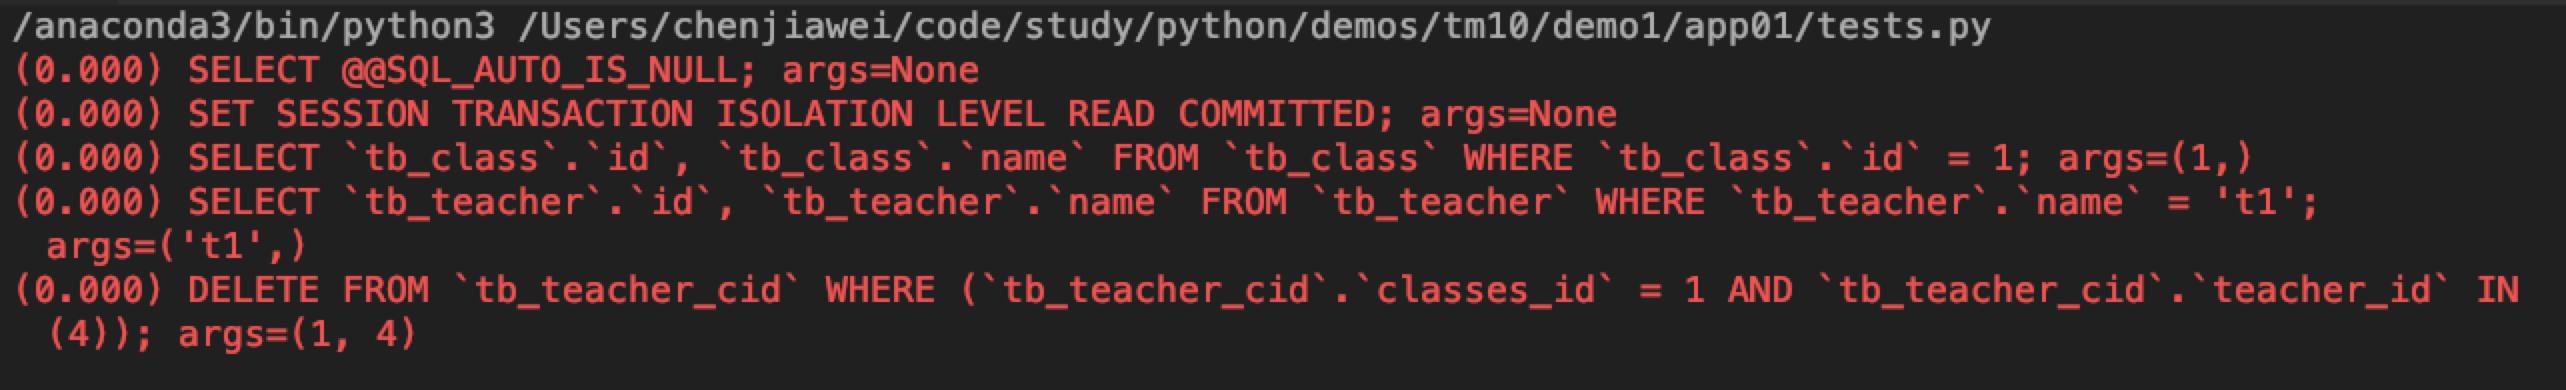 /anaconda3/bin/python3 /Users/chenjiawei/code/study/python/demos/tm10/demo1/app01/tests.py
(0.000) SELECT @@SQL_AUTO_IS_NULL; args=None
(0.000) SET SESSION TRANSACTION ISOLATION LEVEL READ COMMITTED; args=None
(0.000) SELECT `tb_class`.`id`, `tb_class`.`name` FROM `tb_class` WHERE `tb_class`.`id` = 1; args=(1,)
(0.000) SELECT `tb_teacher`.`id`, `tb_teacher`.`name` FROM `tb_teacher` WHERE `tb_teacher`.`name` = 't1';
args=('t1',)
(0.000) DELETE FROM `tb_teacher_cid` WHERE (`tb_teacher_cid`.`classes_id` = 1 AND `tb_teacher_cid`.`teacher_id` IN
(4)); args=(1, 4)